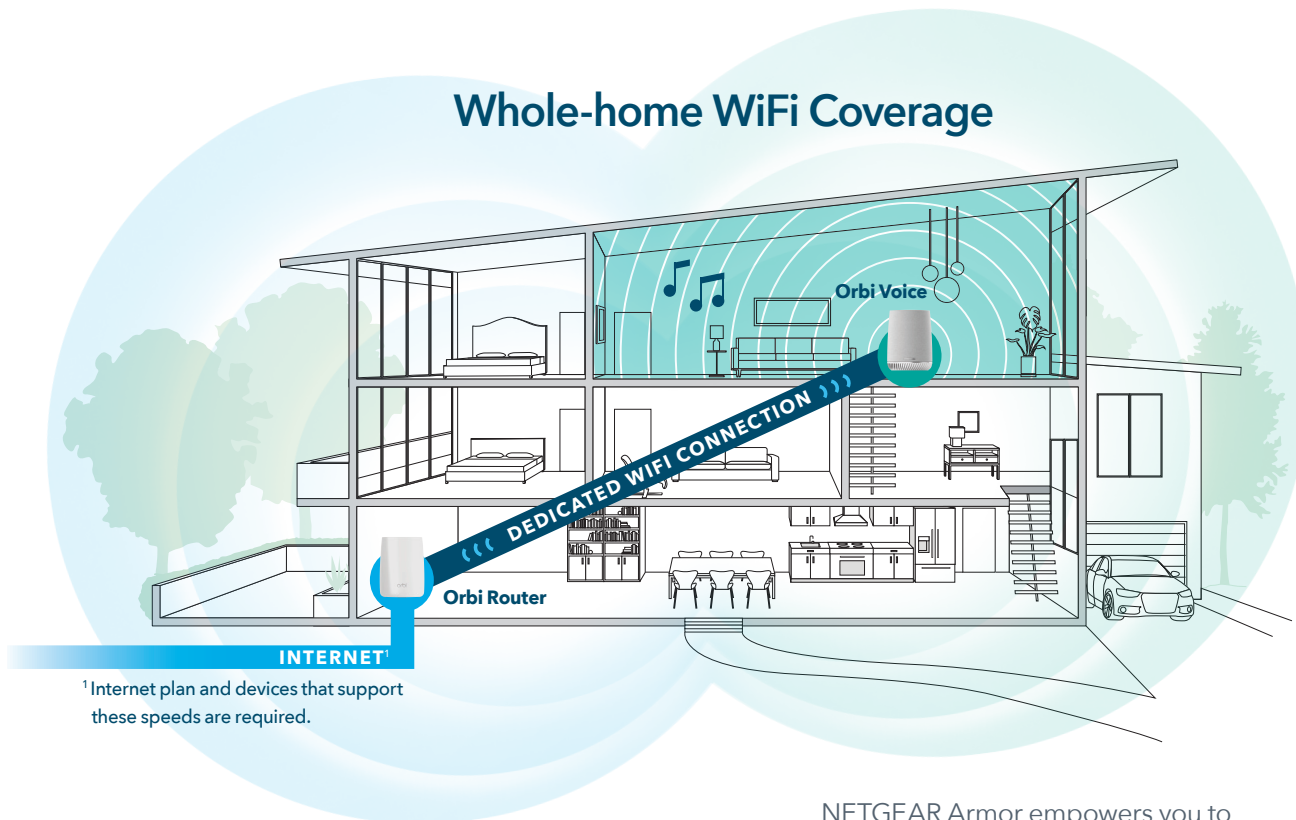 Whole-home WiFi Coverage
Orbi Voice
DEDICATED WIFI CONNECTION
Orbi Router
INTERNET¹
¹ Internet plan and devices that support
these speeds are required.
NETGEAR Armor empowers you to